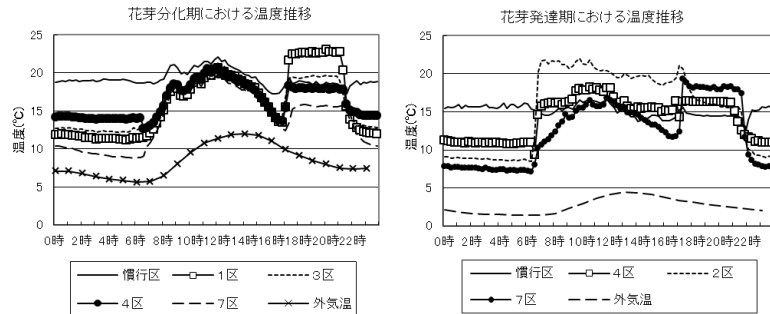 花芽分化期における温度推移
温度(℃)
25
20
15
10
5
0
0時 2時 4時 6時 8時 10時 12時 14時 16時 18時 20時 22時
慣行区 1区 3区
4区 7区 外気温
花芽発達期における温度推移
温度(℃)
25
20
15
10
5
0
0時 2時 4時 6時 8時 10時 12時 14時 16時 18時 20時 22時
慣行区 4区 2区
7区 外気温